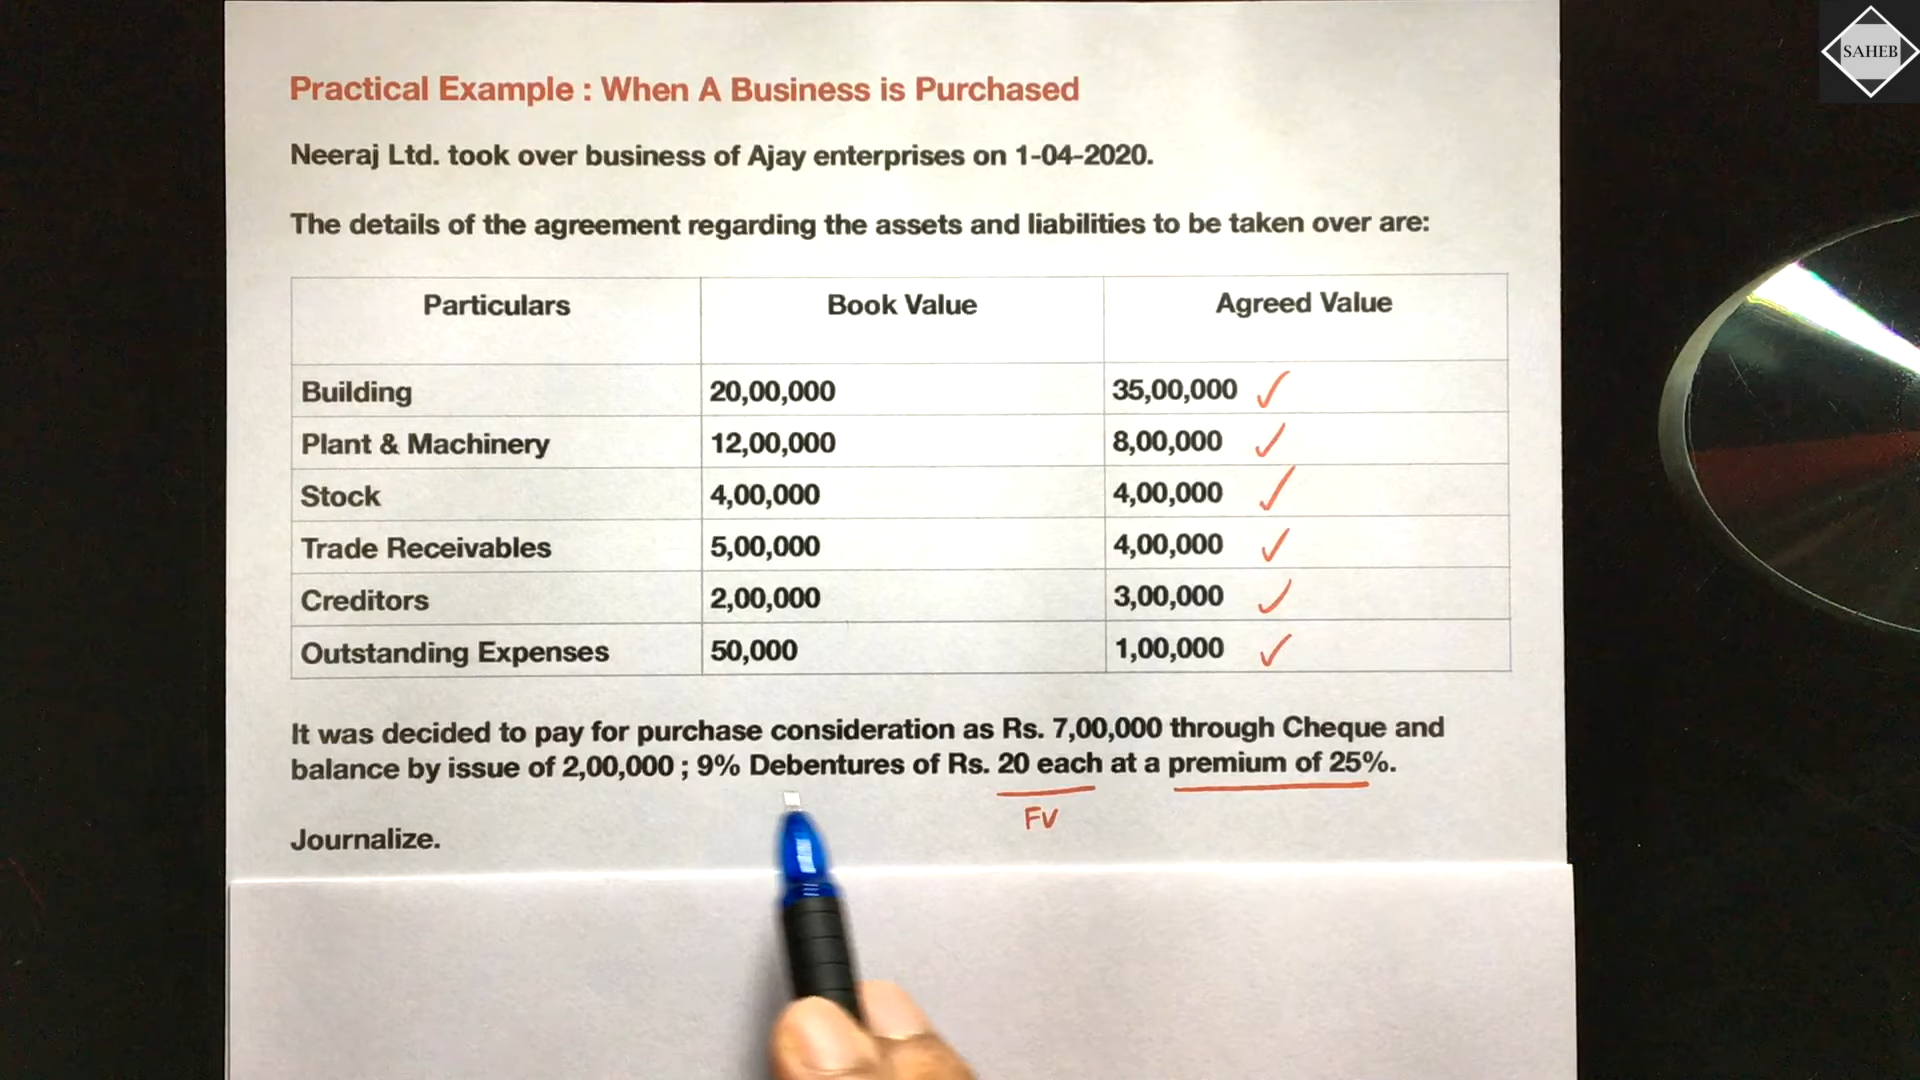 SAHEB
Practical Example : When A Business is Purchased
Neeraj Ltd. took over business of Ajay enterprises on 1-04-2020.
The details of the agreement regarding the assets and liabilities to be taken over are:
Particulars Book Value Agreed Value
Building 20,00,000 35,00,000
Plant & Machinery 12,00,000 8,00,000
Stock 4,00,000 4,00,000
Trade Receivables 5,00,000 4,00,000
Creditors 2,00,000 3,00,000
Outstanding Expenses 50,000 1,00,000
It was decided to pay for purchase consideration as Rs. 7,00,000 through Cheque and
balance by issue of 2,00,000 ; 9% Debentures of Rs. 20 each at a premium of 25%.
FV
Journalize.